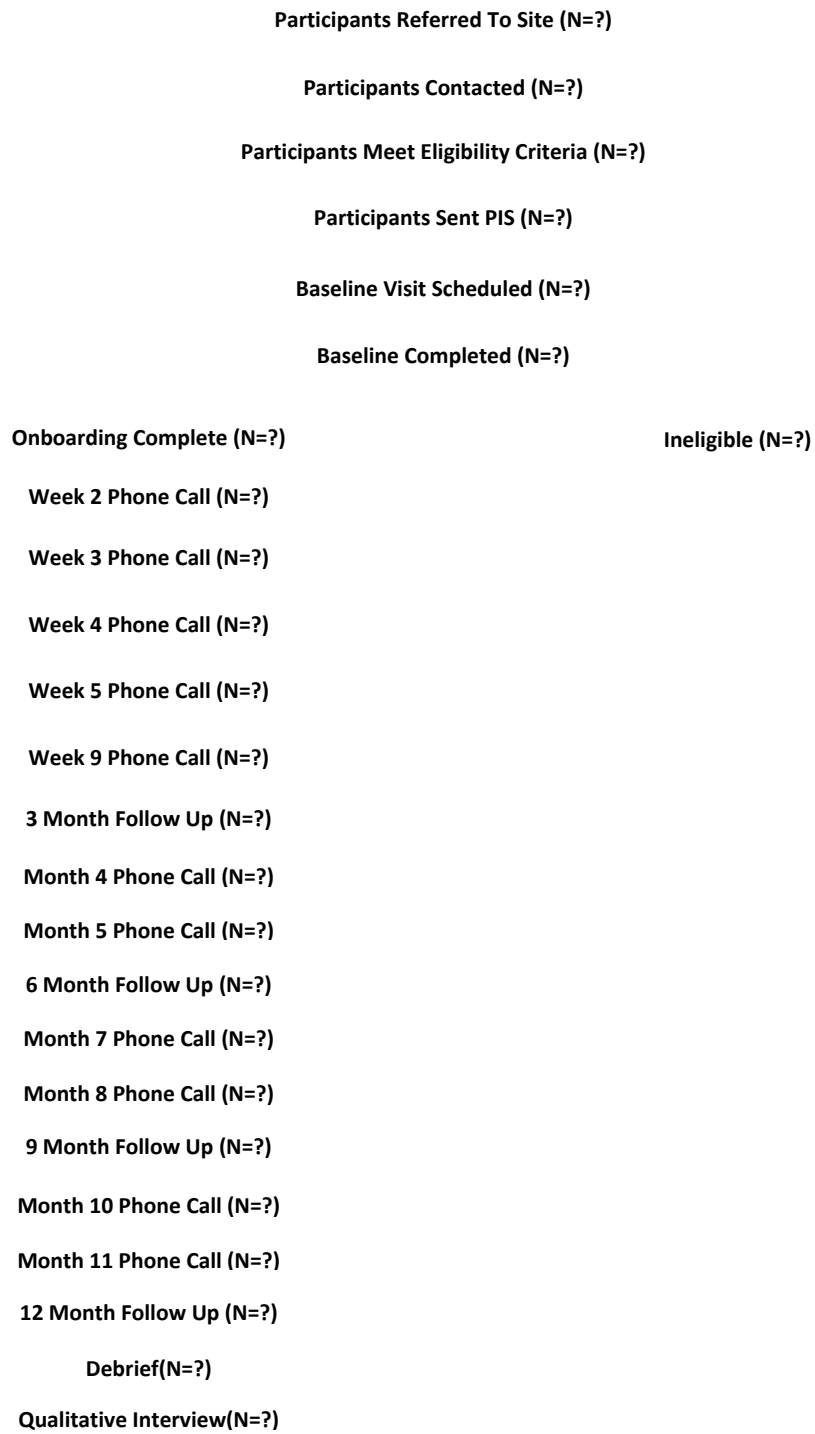 Participants Referred To Site (N=?)
Participants Contacted (N=?)
Participants Meet Eligibility Criteria (N=?)
Participants Sent PIS (N=?)
Baseline Visit Scheduled (N=?)
Baseline Completed (N=?)
Onboarding Complete (N=?)
Ineligible (N=?)
Week 2 Phone Call (N=?)
Week 3 Phone Call (N=?)
Week 4 Phone Call (N=?)
Week 5 Phone Call (N=?)
Week 9 Phone Call (N=?)
3 Month Follow Up (N=?)
Month 4 Phone Call (N=?)
Month 5 Phone Call (N=?)
6 Month Follow Up (N=?)
Month 7 Phone Call (N=?)
Month 8 Phone Call (N=?)
9 Month Follow Up (N=?)
Month 10 Phone Call (N=?)
Month 11 Phone Call (N=?)
12 Month Follow Up (N=?)
Debrief(N=?)
Qualitative Interview(N=?)